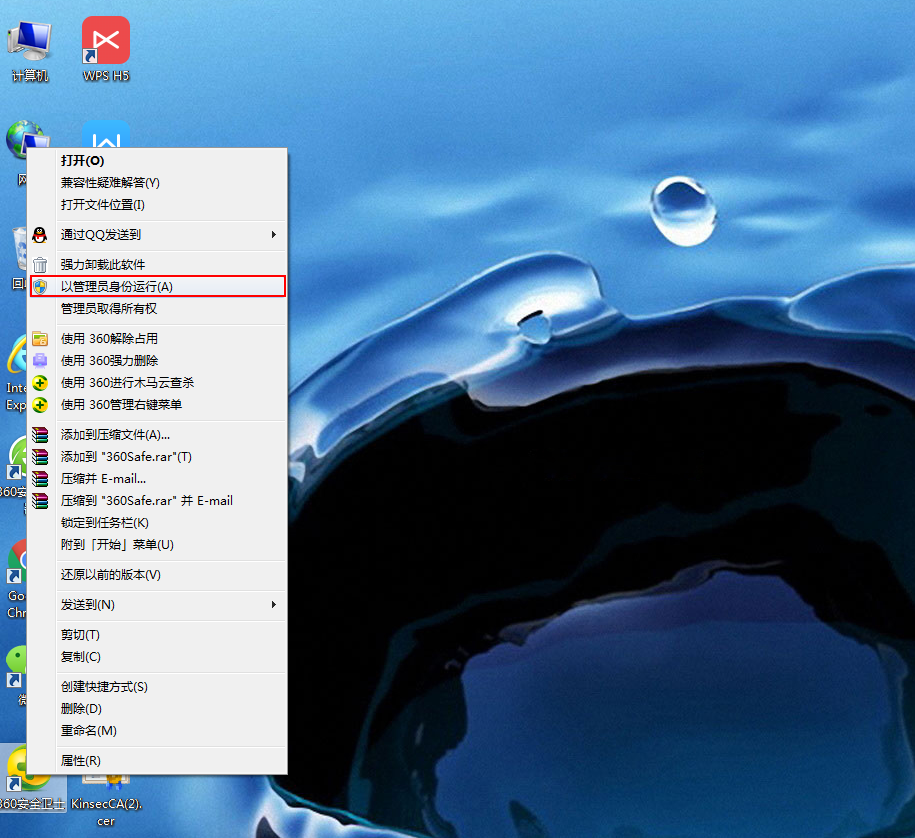 计算机
WPS H5
网
打开(O)
兼容性疑难解答(Y)
打开文件位置(I)
通过QQ发送到
强力卸载此软件
以管理员身份运行(A)
管理员取得所有权
使用 360解除占用
使用 360强力删除
使用 360进行木马云查杀
使用 360管理右键菜单
添加到压缩文件(A)...
添加到 "360Safe.rar"(T)
压缩并 E-mail...
压缩到 "360Safe.rar" 并 E-mail
锁定到任务栏(K)
附到「开始」菜单(U)
还原以前的版本(V)
发送到(N)
剪切(T)
复制(C)
创建快捷方式(S)
删除(D)
重命名(M)
属性(R)
回
Inte
Exp
360安
Go
Chr
微
360安全卫士
KinsecCA(2).
cer